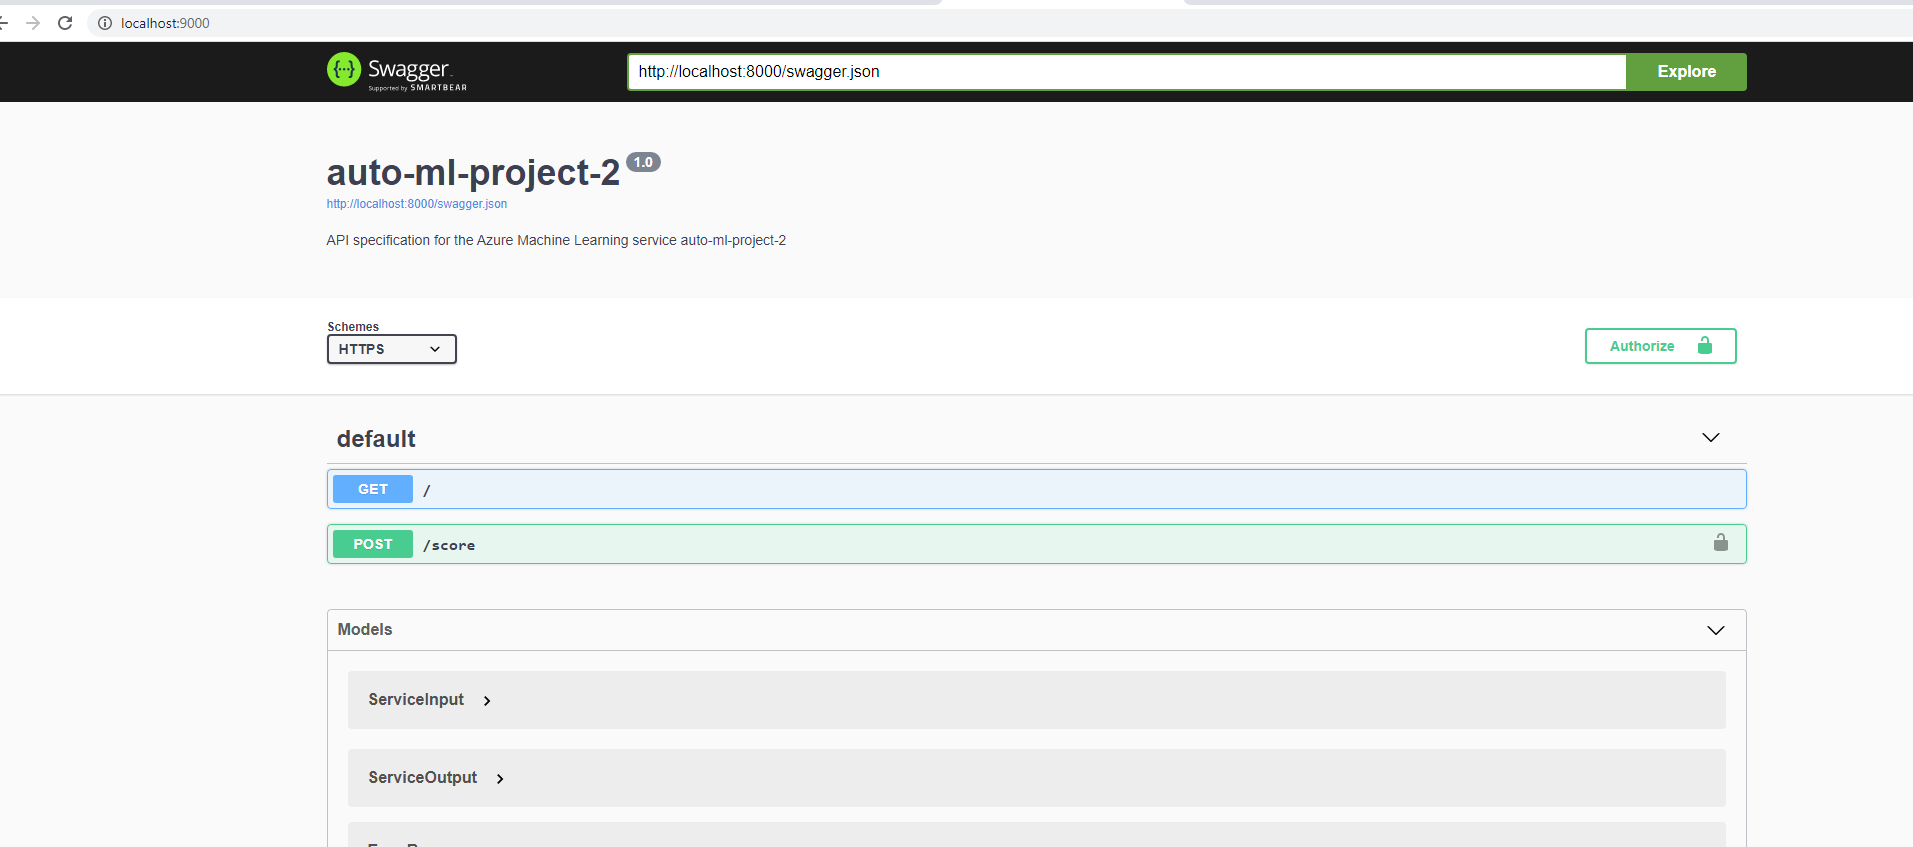 localhost:9000
Swagger
Supported by SMARTBEAR
http://localhost:8000/swagger.json
Explore
auto-ml-project-2 1.0
http://localhost:8000/swagger.json
API specification for the Azure Machine Learning service auto-ml-project-2
Schemes
HTTPS
Authorize
default
GET /
POST /score
Models
ServiceInput
ServiceOutput